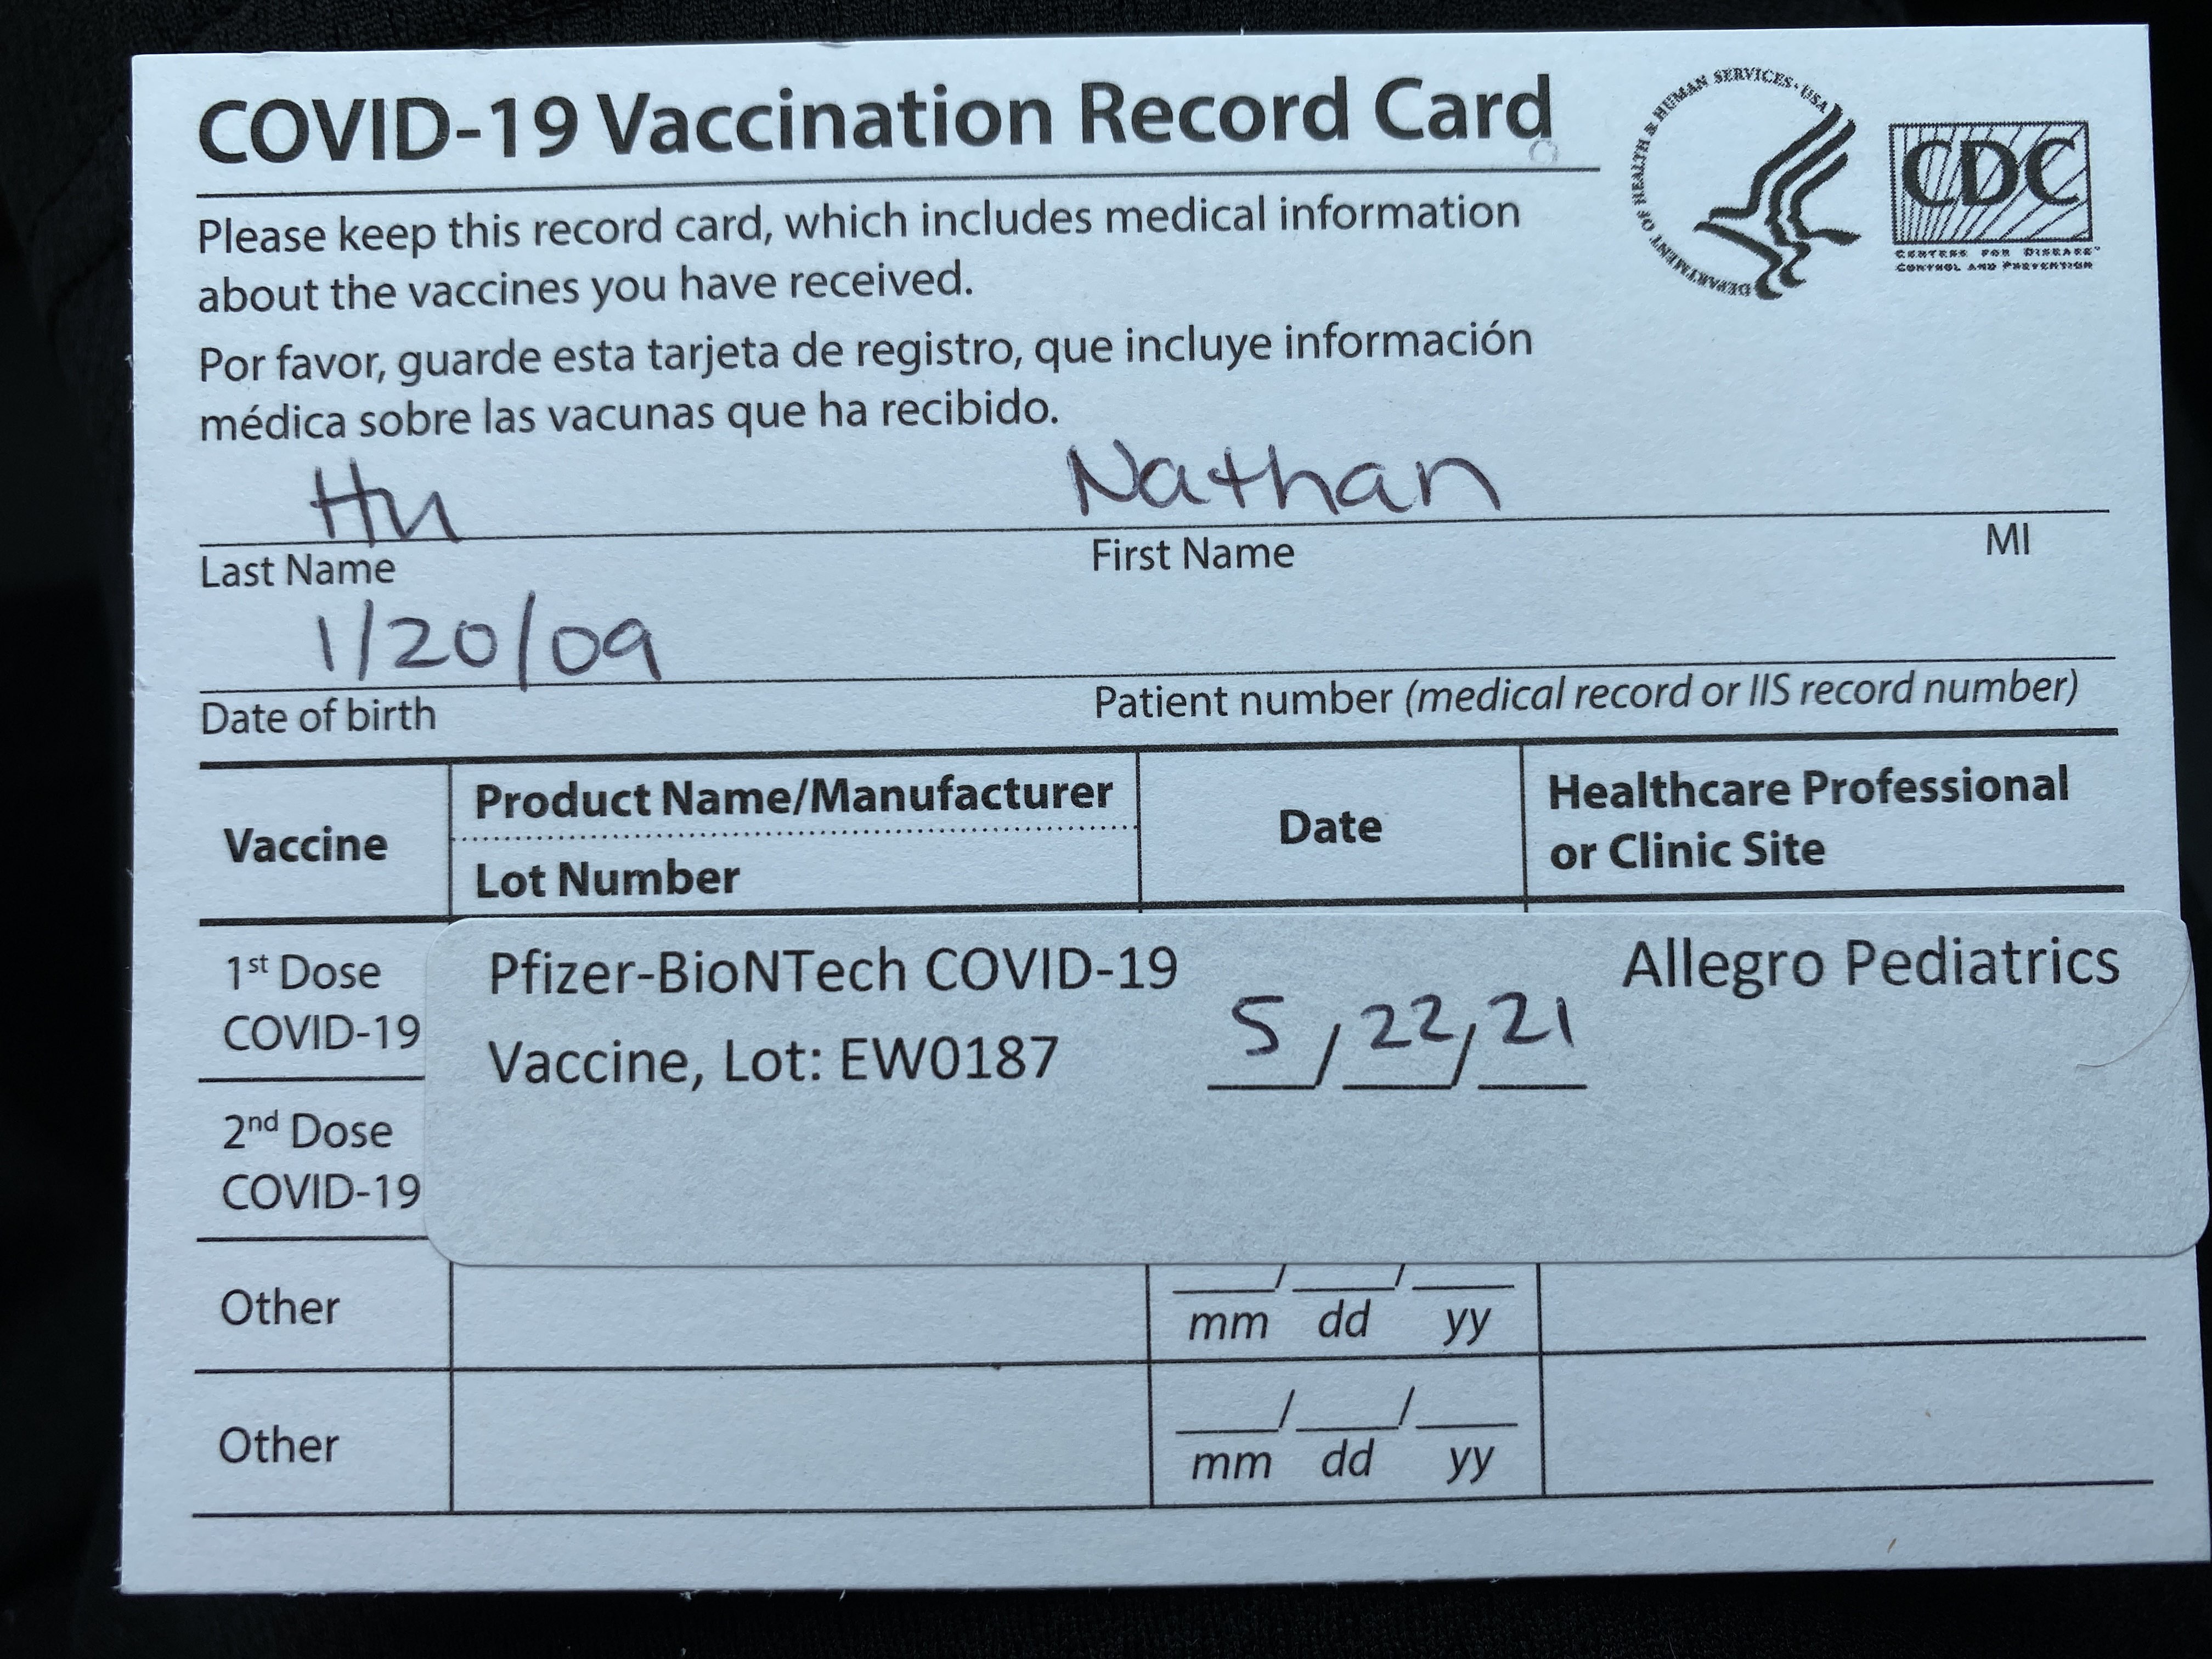 COVID-19 Vaccination Record Card
DEPARTMENT OF HEALTH & HUMAN SERVICES · USA
CDC
CENTERS FOR DISEASE™
CONTROL AND PREVENTION
Please keep this record card, which includes medical information
about the vaccines you have received.
Por favor, guarde esta tarjeta de registro, que incluye información
médica sobre las vacunas que ha recibido.
Hu Nathan
Last Name First Name MI
1/20/09
Date of birth Patient number (medical record or IIS record number)
Vaccine Product Name/Manufacturer Date Healthcare Professional
Lot Number or Clinic Site
1st Dose Pfizer-BioNTech COVID-19 Allegro Pediatrics
COVID-19 Vaccine, Lot: EW0187 5/22/21
2nd Dose
COVID-19
Other ___/___/___
mm dd yy
Other ___/___/___
mm dd yy